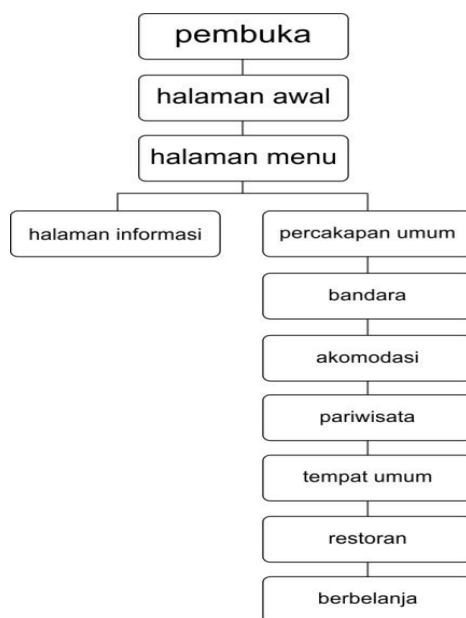 pembuka
halaman awal
halaman menu
halaman informasi
percakapan umum
bandara
akomodasi
pariwisata
tempat umum
restoran
berbelanja